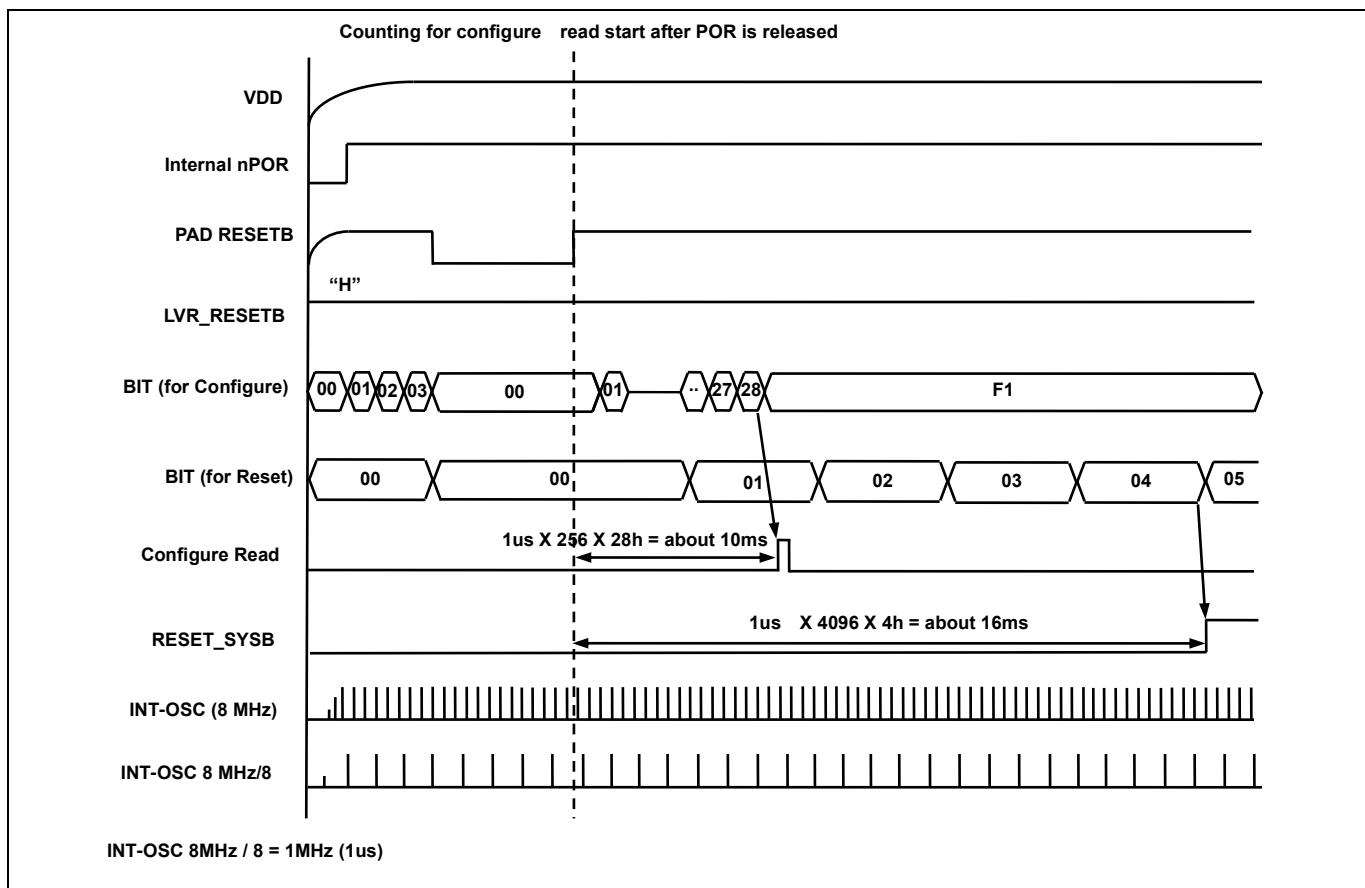 Counting for configure read start after POR is released
VDD
Internal nPOR
PAD RESETB
“H”
LVR_RESETB
BIT (for Configure) 00 01 02 03 00 01 .. 27 28 F1
BIT (for Reset) 00 00 01 02 03 04 05
1us X 256 X 28h = about 10ms
Configure Read
1us X 4096 X 4h = about 16ms
RESET_SYSB
INT-OSC (8 MHz)
INT-OSC 8 MHz/8
INT-OSC 8MHz / 8 = 1MHz (1us)